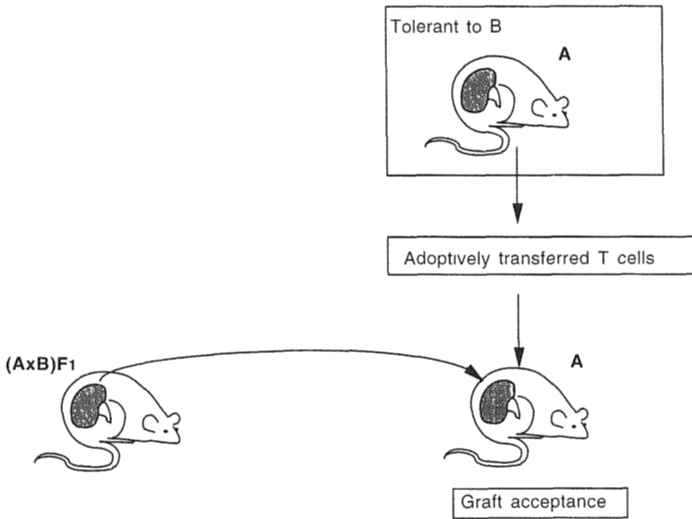 Tolerant to B
A
Adoptively transferred T cells
(AxB)F1
A
Graft acceptance